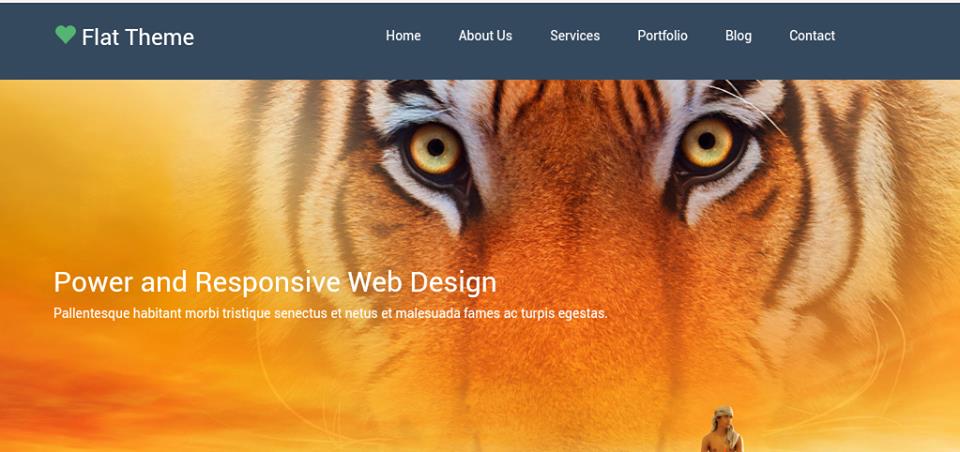 Flat Theme
Home About Us Services Portfolio Blog Contact
Power and Responsive Web Design
Pallentesque habitant morbi tristique senectus et netus et malesuada fames ac turpis egestas.